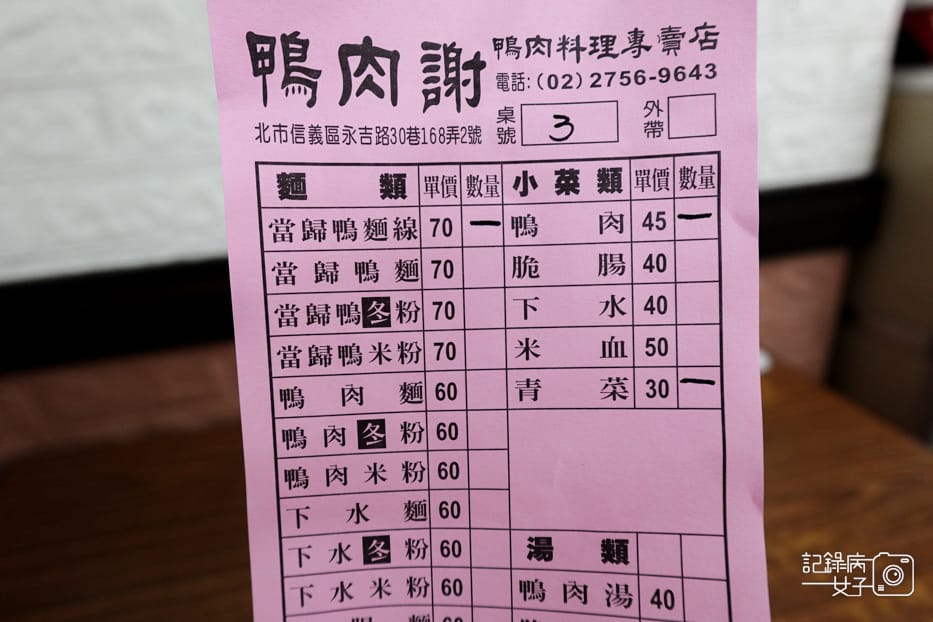 鴨肉謝 鴨肉料理專賣店
電話:(02)2756-9643
北市信義區永吉路30巷168弄2號 桌號 3 外帶
麵類 單價 數量 小菜類 單價 數量
當歸鴨麵線 70 一 鴨肉 45 一
當歸鴨麵 70 脆腸 40
當歸鴨冬粉 70 下水 40
當歸鴨米粉 70 米血 50
鴨肉麵 60 青菜 30 一
鴨肉冬粉 60
鴨肉米粉 60
下水麵 60
下水冬粉 60 湯類
下水米粉 60 鴨肉湯 40
記錄病
女子